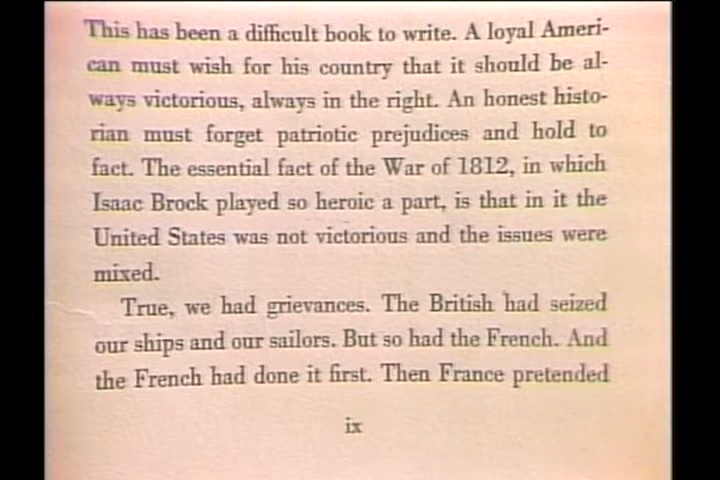 This has been a difficult book to write. A loyal Ameri-
can must wish for his country that it should be al-
ways victorious, always in the right. An honest histo-
rian must forget patriotic prejudices and hold to
fact. The essential fact of the War of 1812, in which
Isaac Brock played so heroic a part, is that in it the
United States was not victorious and the issues were
mixed.
True, we had grievances. The British had seized
our ships and our sailors. But so had the French. And
the French had done it first. Then France pretended
ix